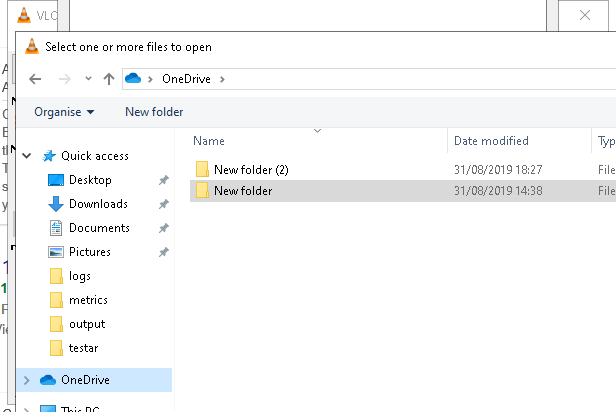 VLC
Select one or more files to open
OneDrive
Organise New folder
Name Date modified Typ
Quick access
New folder (2) 31/08/2019 18:27 File
Desktop
New folder 31/08/2019 14:38 File
Downloads
Documents
Pictures
logs
metrics
output
testar
OneDrive
This PC